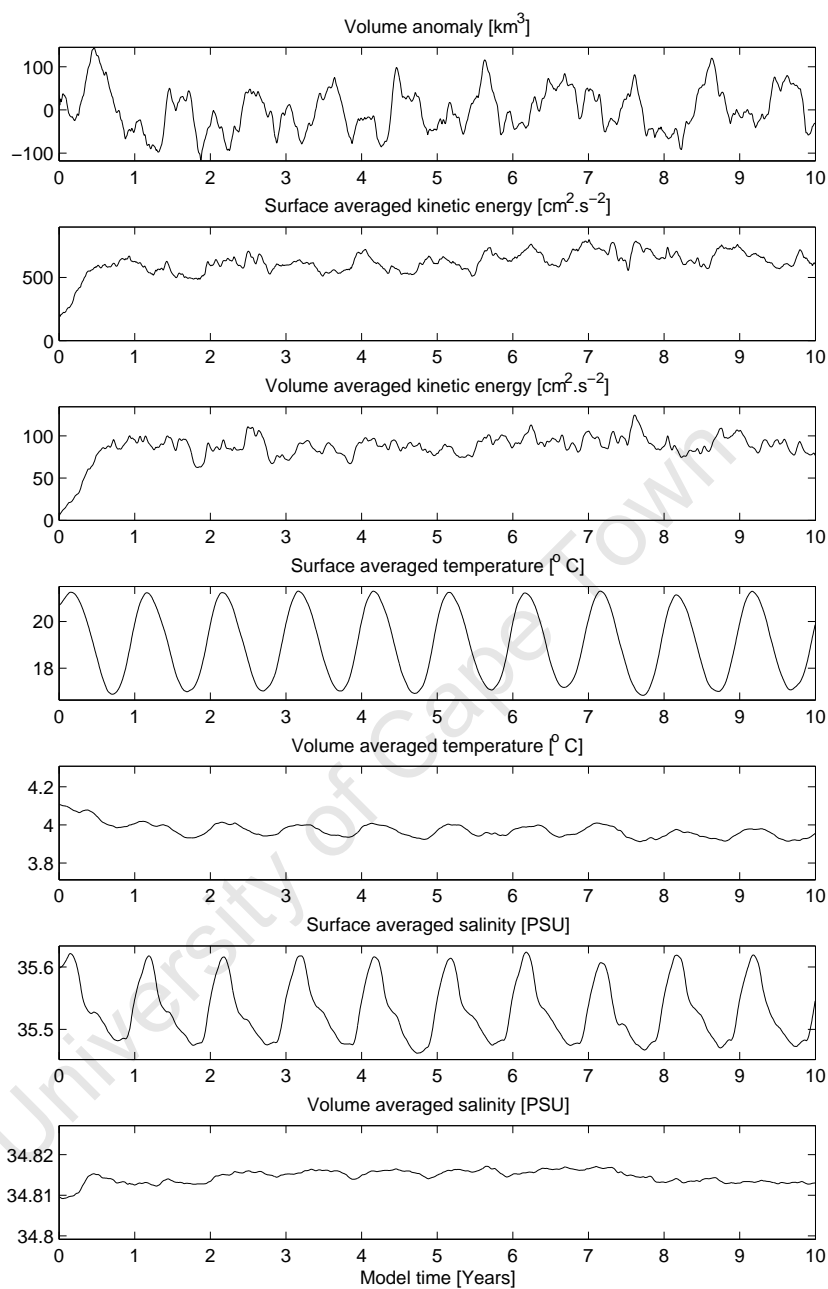 Volume anomaly [km³]
100
0
−100
0 1 2 3 4 5 6 7 8 9 10
Surface averaged kinetic energy [cm².s⁻²]
500
0
0 1 2 3 4 5 6 7 8 9 10
Volume averaged kinetic energy [cm².s⁻²]
100
50
0
0 1 2 3 4 5 6 7 8 9 10
Surface averaged temperature [° C]
20
18
0 1 2 3 4 5 6 7 8 9 10
Volume averaged temperature [° C]
4.2
4
3.8
0 1 2 3 4 5 6 7 8 9 10
Surface averaged salinity [PSU]
35.6
35.5
0 1 2 3 4 5 6 7 8 9 10
Volume averaged salinity [PSU]
34.82
34.81
34.8
0 1 2 3 4 5 6 7 8 9 10
Model time [Years]
University of Cape Town